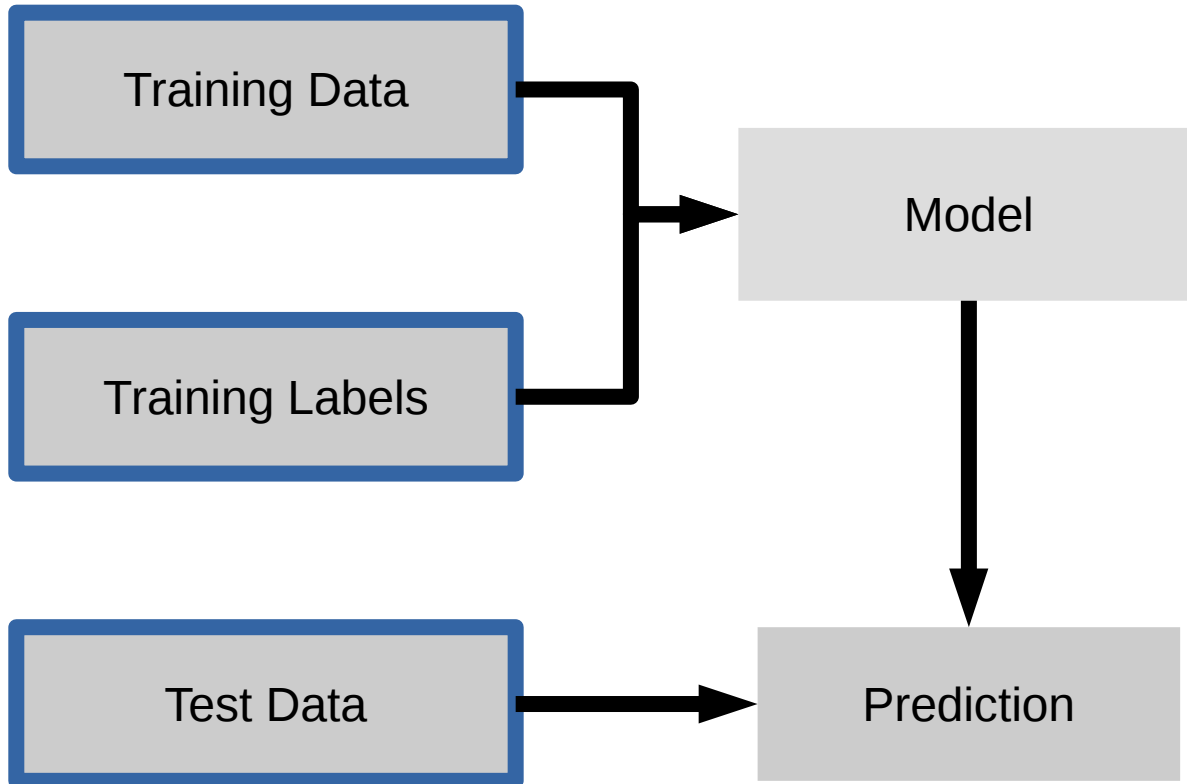 Training Data
Model
Training Labels
Test Data
Prediction